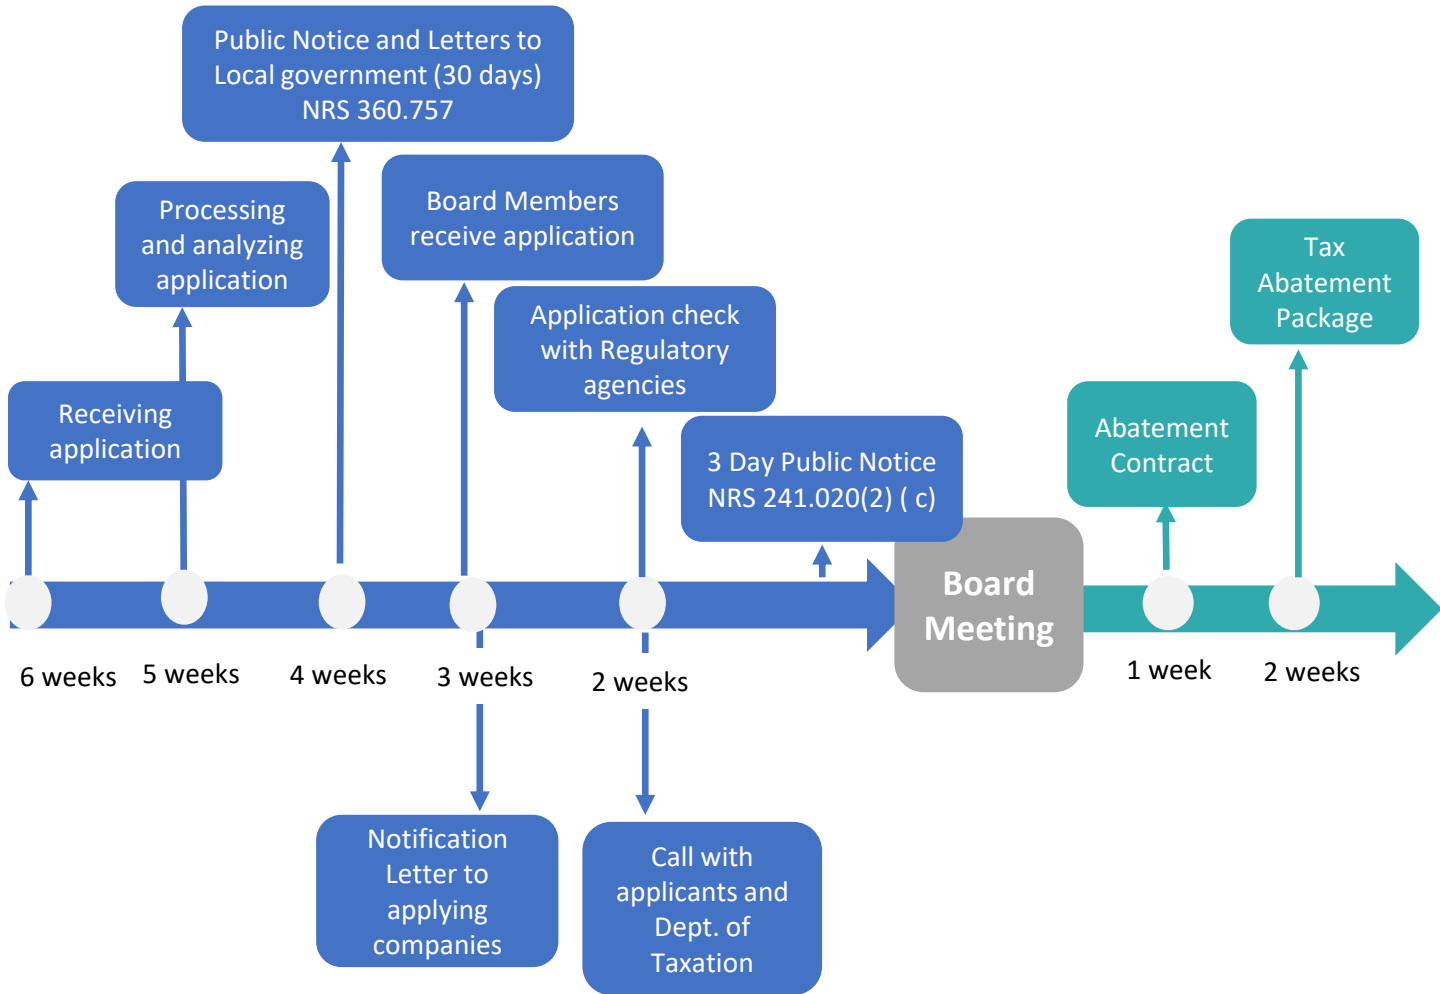 Public Notice and Letters to
Local government (30 days)
NRS 360.757
Processing
and analyzing
application
Board Members
receive application
Receiving
application
Application check
with Regulatory
agencies
3 Day Public Notice
NRS 241.020(2) ( c)
Board
Meeting
Abatement
Contract
Tax
Abatement
Package
6 weeks
5 weeks
4 weeks
3 weeks
2 weeks
1 week
2 weeks
Notification
Letter to
applying
companies
Call with
applicants and
Dept. of
Taxation